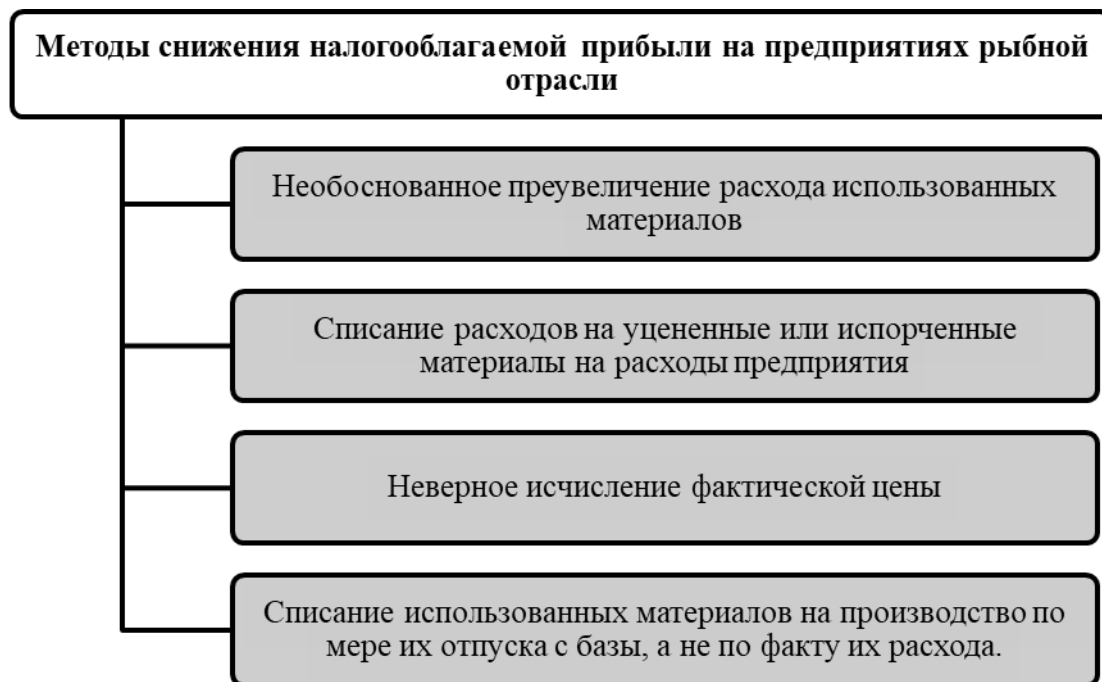 Методы снижения налогооблагаемой прибыли на предприятиях рыбной
отрасли
Необоснованное преувеличение расхода использованных
материалов
Списание расходов на уцененные или испорченные
материалы на расходы предприятия
Неверное исчисление фактической цены
Списание использованных материалов на производство по
мере их отпуска с базы, а не по факту их расхода.